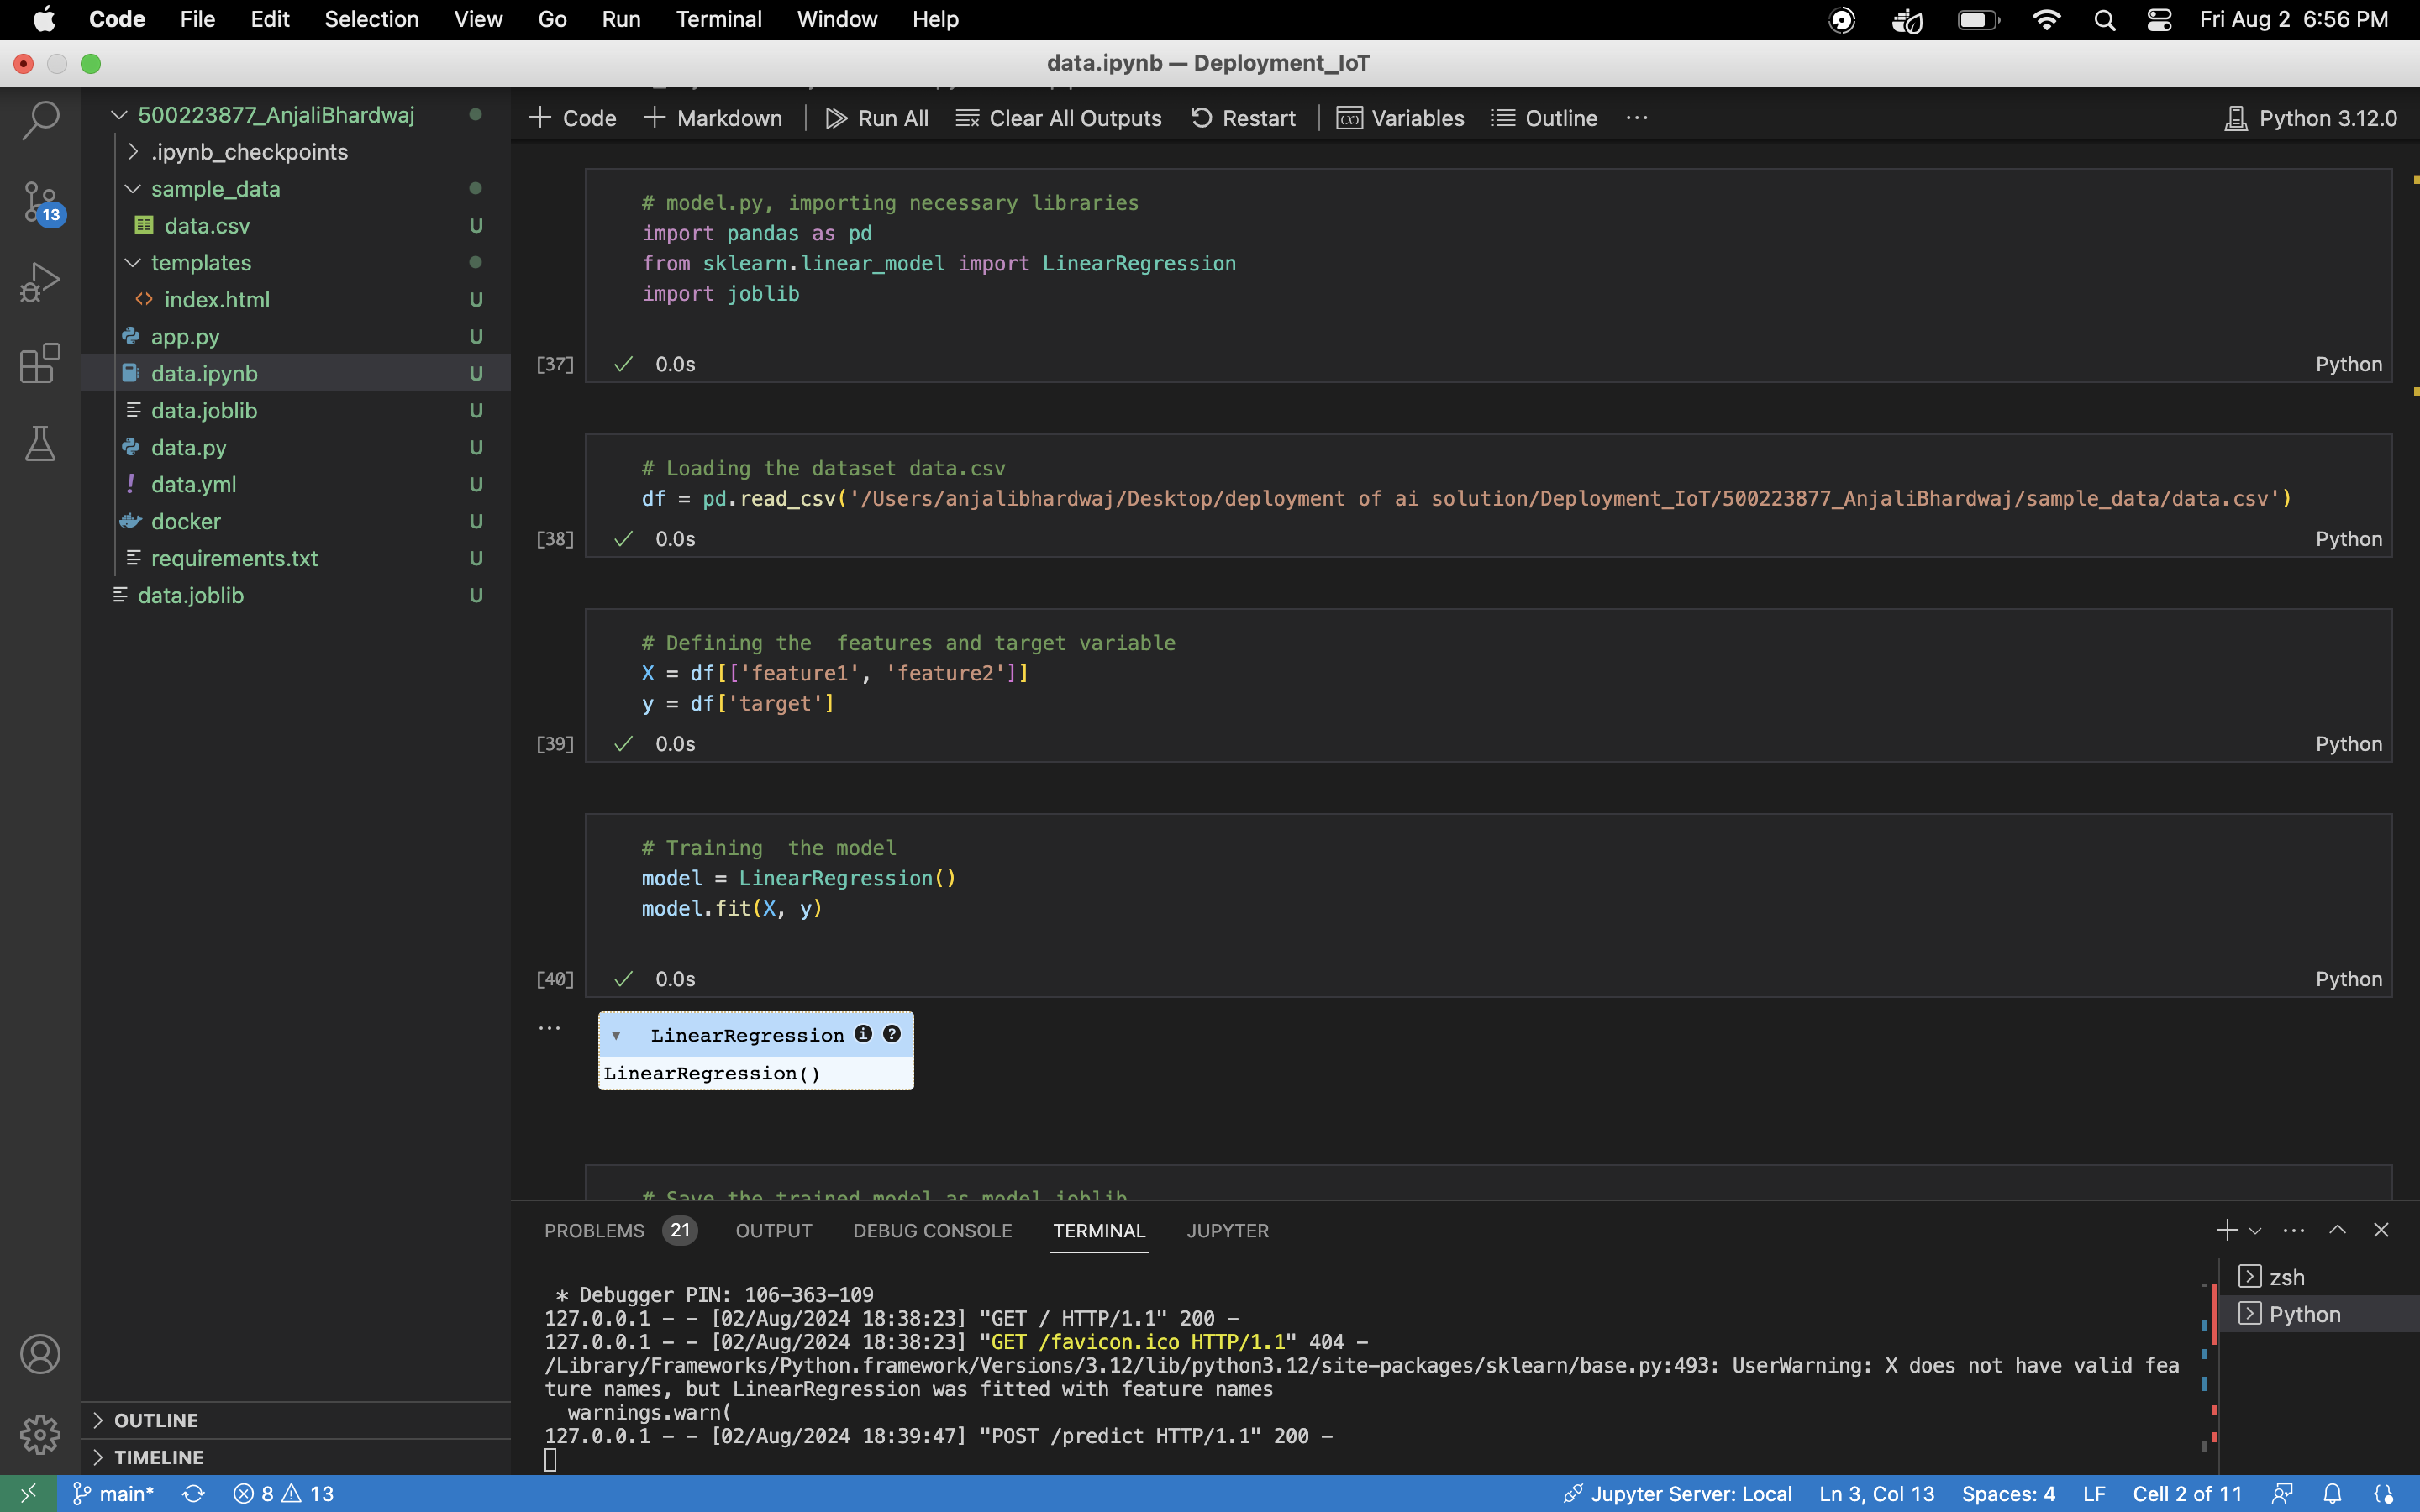 Code File Edit Selection View Go Run Terminal Window Help Fri Aug 2 6:56 PM
data.ipynb — Deployment_IoT
500223877_AnjaliBhardwaj
.ipynb_checkpoints
sample_data
data.csv U
templates
index.html U
app.py U
data.ipynb U
data.joblib U
data.py U
data.yml U
docker U
requirements.txt U
data.joblib U
13
OUTLINE
TIMELINE
+ Code + Markdown Run All Clear All Outputs Restart Variables Outline ··· Python 3.12.0
# model.py, importing necessary libraries
import pandas as pd
from sklearn.linear_model import LinearRegression
import joblib
[37] ✓ 0.0s Python
# Loading the dataset data.csv
df = pd.read_csv('/Users/anjalibhardwaj/Desktop/deployment of ai solution/Deployment_IoT/500223877_AnjaliBhardwaj/sample_data/data.csv')
[38] ✓ 0.0s Python
# Defining the  features and target variable
X = df[['feature1', 'feature2']]
y = df['target']
[39] ✓ 0.0s Python
# Training  the model
model = LinearRegression()
model.fit(X, y)
[40] ✓ 0.0s Python
··· LinearRegression i ?
LinearRegression()
# Save the trained model as model.joblib
PROBLEMS 21 OUTPUT DEBUG CONSOLE TERMINAL JUPYTER
* Debugger PIN: 106-363-109
127.0.0.1 - - [02/Aug/2024 18:38:23] "GET / HTTP/1.1" 200 -
127.0.0.1 - - [02/Aug/2024 18:38:23] "GET /favicon.ico HTTP/1.1" 404 -
/Library/Frameworks/Python.framework/Versions/3.12/lib/python3.12/site-packages/sklearn/base.py:493: UserWarning: X does not have valid fea
ture names, but LinearRegression was fitted with feature names
warnings.warn(
127.0.0.1 - - [02/Aug/2024 18:39:47] "POST /predict HTTP/1.1" 200 -
zsh
Python
main* 8 13 Jupyter Server: Local Ln 3, Col 13 Spaces: 4 LF Cell 2 of 11